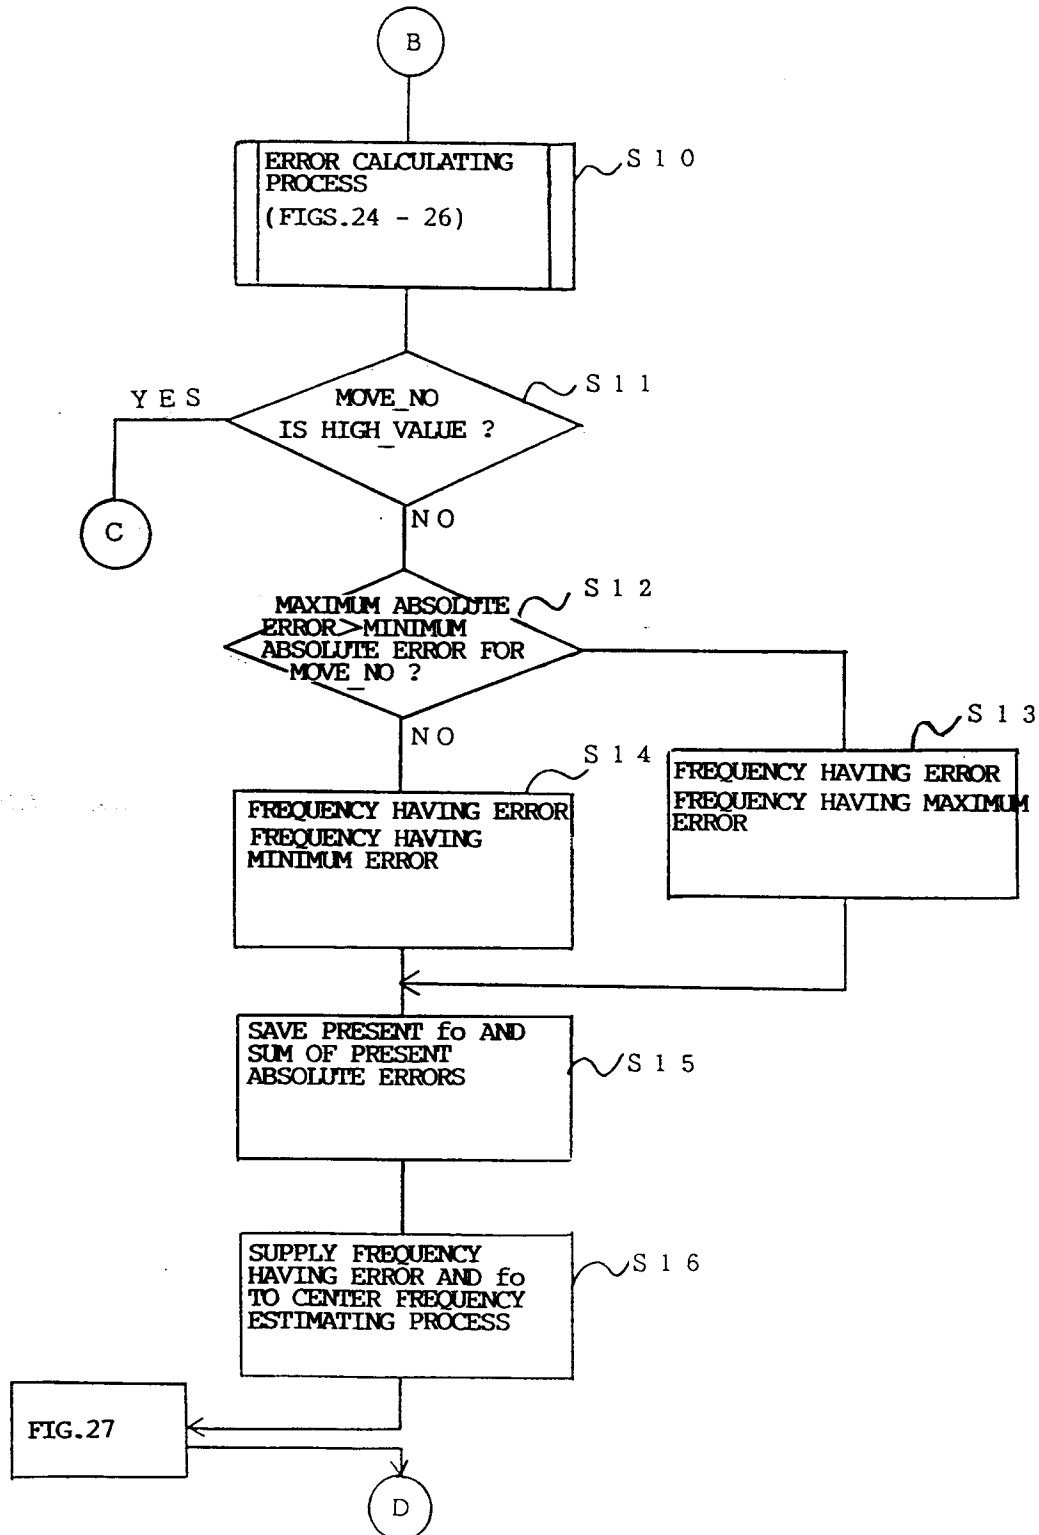 B
ERROR CALCULATING
PROCESS
(FIGS.24 - 26)
S10
YES
MOVE_NO
IS HIGH_VALUE ?
S11
C
NO
MAXIMUM ABSOLUTE
ERROR>MINIMUM
ABSOLUTE ERROR FOR
MOVE_NO ?
S12
NO
S13
S14
FREQUENCY HAVING ERROR
FREQUENCY HAVING MAXIMUM
ERROR
FREQUENCY HAVING ERROR
FREQUENCY HAVING
MINIMUM ERROR
SAVE PRESENT fo AND
SUM OF PRESENT
ABSOLUTE ERRORS
S15
SUPPLY FREQUENCY
HAVING ERROR AND fo
TO CENTER FREQUENCY
ESTIMATING PROCESS
S16
FIG.27
D